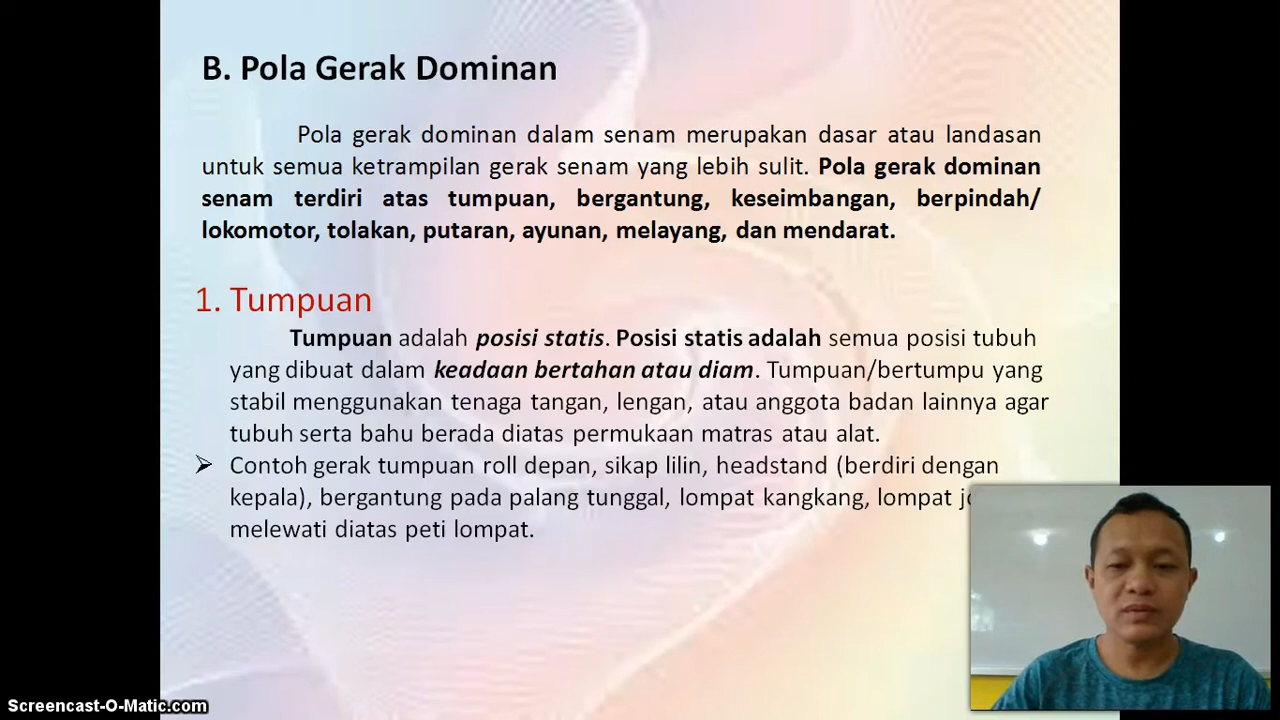 B. Pola Gerak Dominan
Pola gerak dominan dalam senam merupakan dasar atau landasan
untuk semua ketrampilan gerak senam yang lebih sulit. Pola gerak dominan
senam terdiri atas tumpuan, bergantung, keseimbangan, berpindah/
lokomotor, tolakan, putaran, ayunan, melayang, dan mendarat.
1. Tumpuan
Tumpuan adalah posisi statis. Posisi statis adalah semua posisi tubuh
yang dibuat dalam keadaan bertahan atau diam. Tumpuan/bertumpu yang
stabil menggunakan tenaga tangan, lengan, atau anggota badan lainnya agar
tubuh serta bahu berada diatas permukaan matras atau alat.
➢ Contoh gerak tumpuan roll depan, sikap lilin, headstand (berdiri dengan
kepala), bergantung pada palang tunggal, lompat kangkang, lompat
melewati diatas peti lompat.
Screencast-O-Matic.com